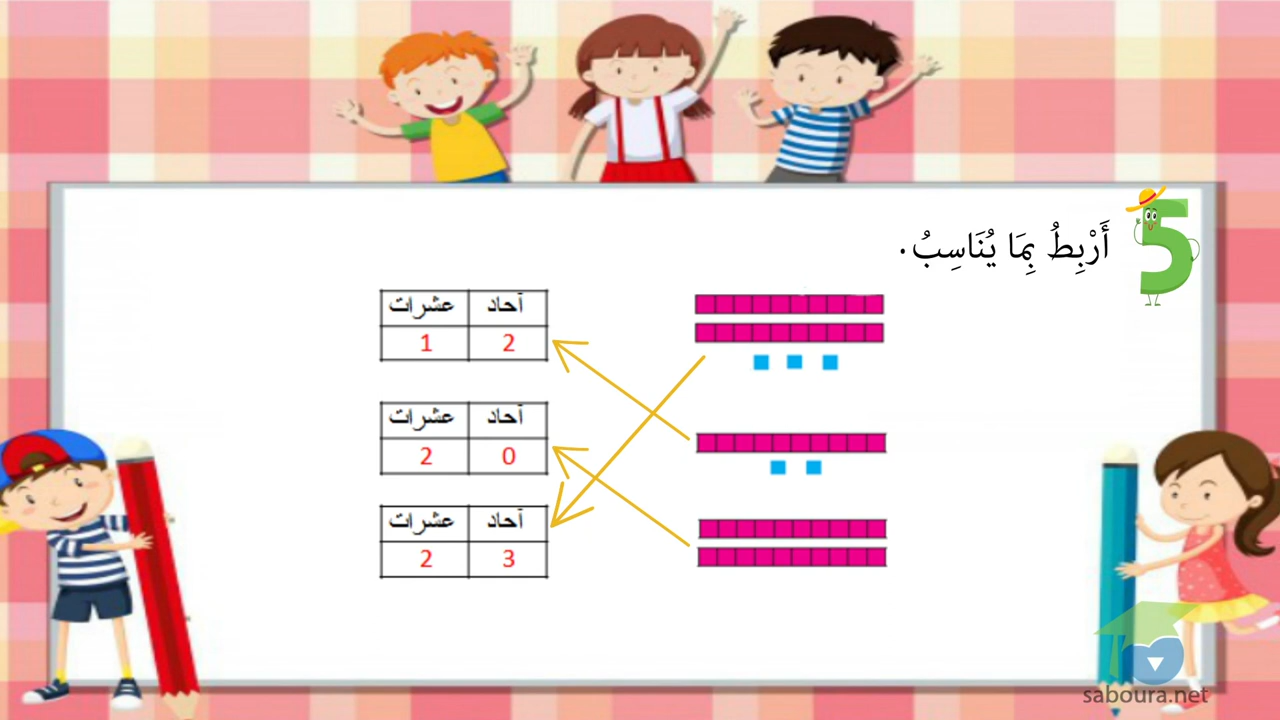 5 أَرْبِطُ بِمَا يُنَاسِبُ.
آحاد عشرات
2 1
آحاد عشرات
0 2
آحاد عشرات
3 2
saboura.net